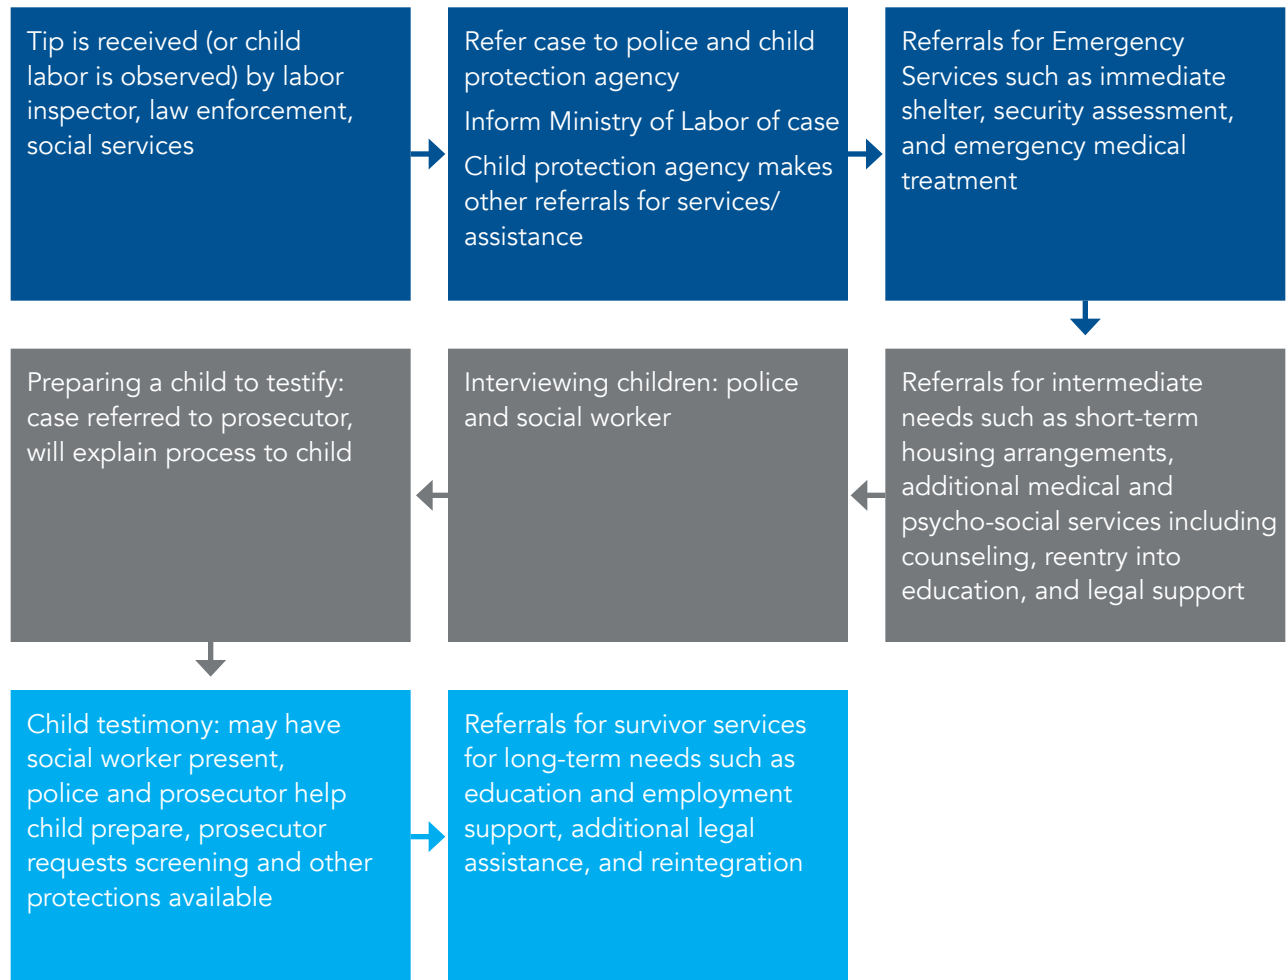 Tip is received (or child
labor is observed) by labor
inspector, law enforcement,
social services
Refer case to police and child
protection agency
Inform Ministry of Labor of case
Child protection agency makes
other referrals for services/
assistance
Referrals for Emergency
Services such as immediate
shelter, security assessment,
and emergency medical
treatment
Referrals for intermediate
needs such as short-term
housing arrangements,
additional medical and
psycho-social services including
counseling, reentry into
education, and legal support
Interviewing children: police
and social worker
Preparing a child to testify:
case referred to prosecutor,
will explain process to child
Child testimony: may have
social worker present,
police and prosecutor help
child prepare, prosecutor
requests screening and other
protections available
Referrals for survivor services
for long-term needs such as
education and employment
support, additional legal
assistance, and reintegration